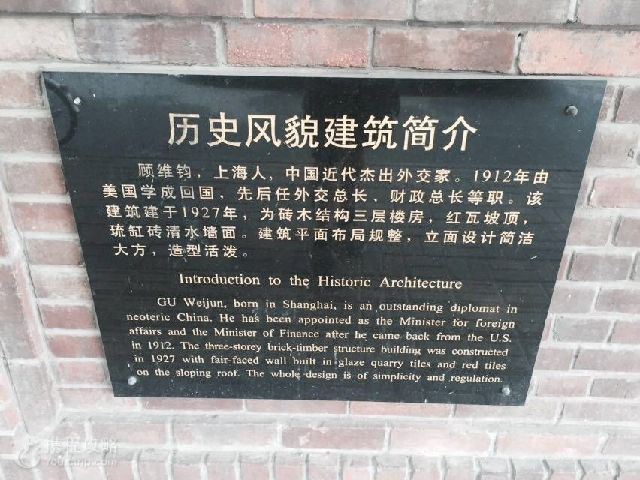 历史风貌建筑简介
顾维钧，上海人，中国近代杰出外交家。1912年由
美国学成回国，先后任外交总长、财政总长等职。该
建筑建于1927年，为砖木结构三层楼房，红瓦坡顶，
琉缸砖清水墙面。建筑平面布局规整，立面设计简洁
大方，造型活泼。
Introduction to the Historic Architecture
GU Weijun, born in Shanghai, is an outstanding diplomat in
neoteric China. He has been appointed as the Minister for foreign
affairs and the Minister of Finance after he came back from the U.S.
in 1912. The three-storey brick-timber structure building was constructed
in 1927 with fair-faced wall built in glaze quarry tiles and red tiles
on the sloping roof. The whole design is of simplicity and regulation.
携程攻略